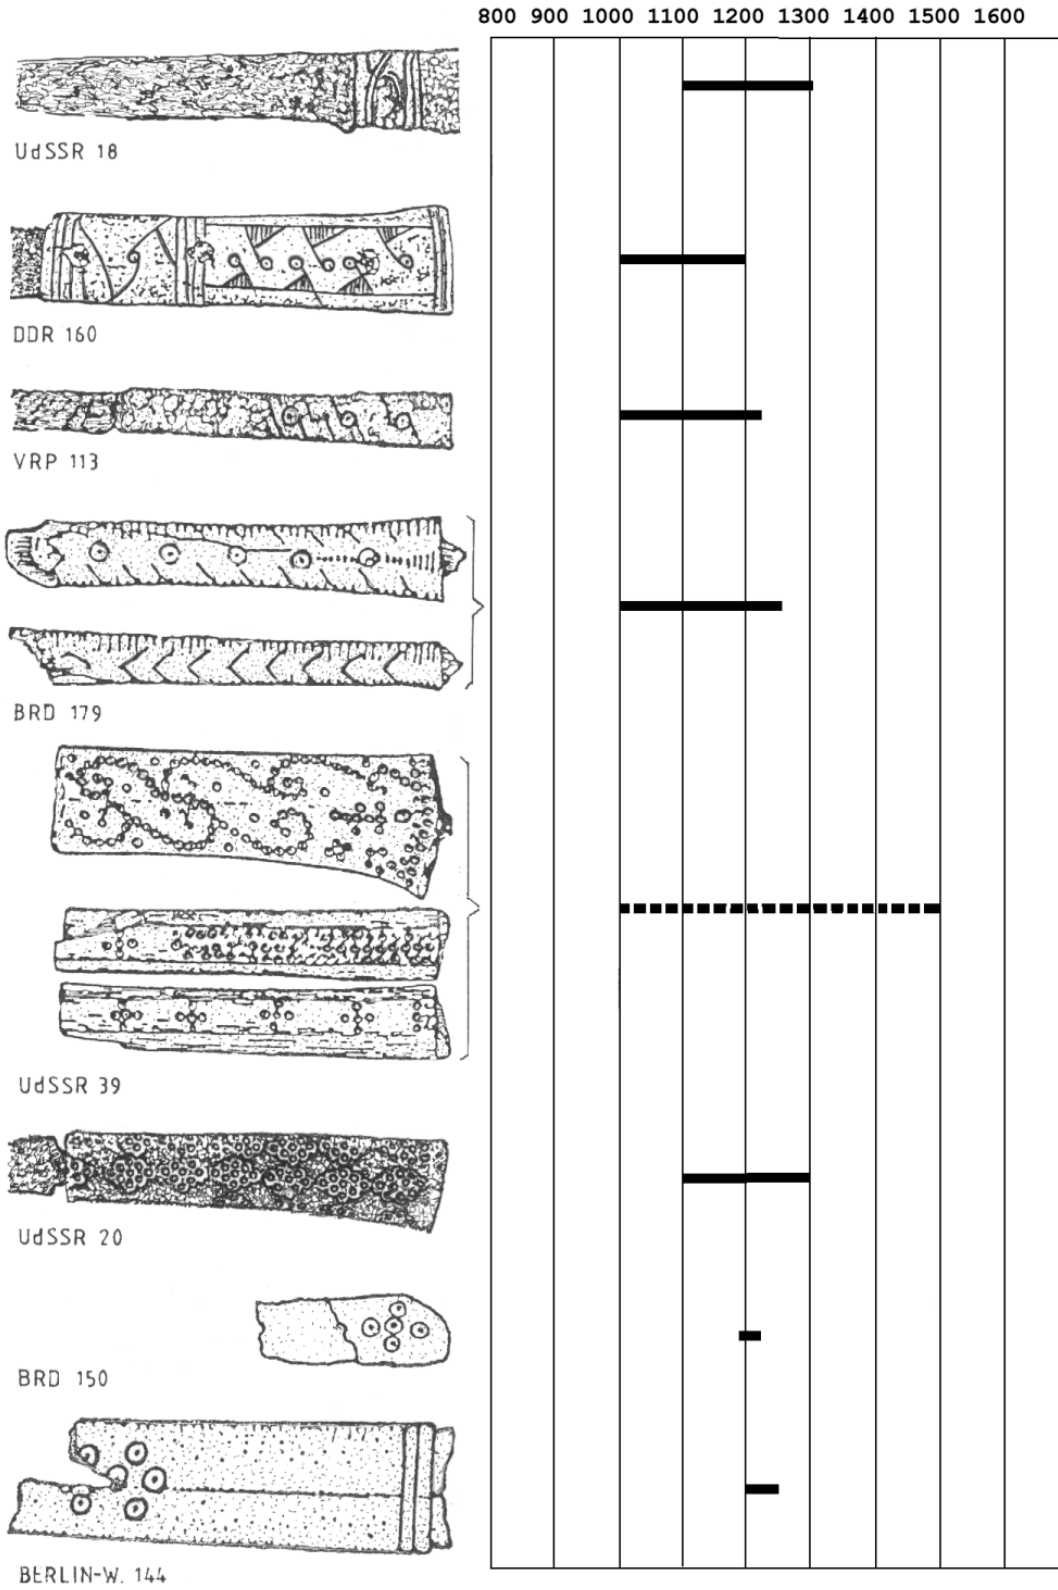 800 900 1000 1100 1200 1300 1400 1500 1600
UdSSR 18
DDR 160
VRP 113
BRD 179
UdSSR 39
UdSSR 20
BRD 150
BERLIN-W. 144